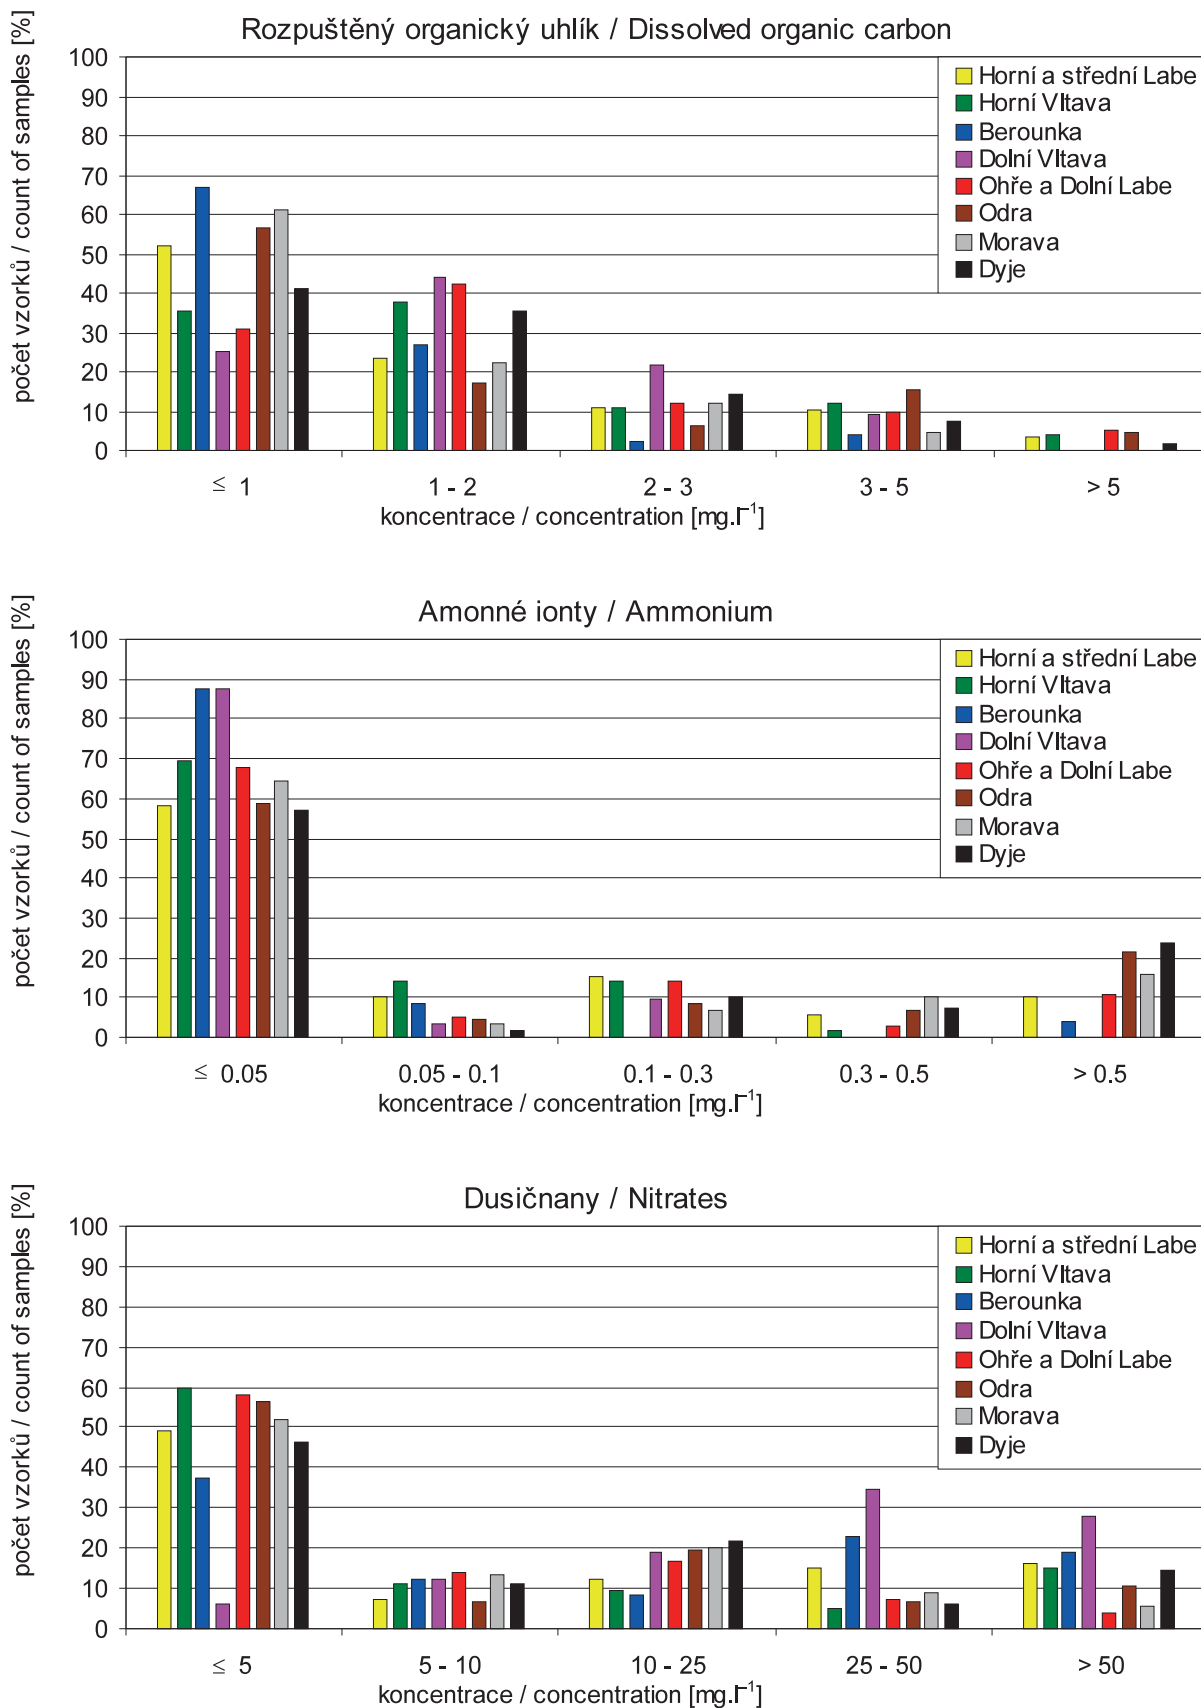 Rozpuštěný organický uhlík / Dissolved organic carbon
počet vzorků / count of samples [%]
100
90
80
70
60
50
40
30
20
10
0
Horní a střední Labe
Horní Vltava
Berounka
Dolní Vltava
Ohře a Dolní Labe
Odra
Morava
Dyje
≤ 1
1 - 2
2 - 3
3 - 5
> 5
koncentrace / concentration [mg.l⁻¹]
Amonné ionty / Ammonium
počet vzorků / count of samples [%]
100
90
80
70
60
50
40
30
20
10
0
Horní a střední Labe
Horní Vltava
Berounka
Dolní Vltava
Ohře a Dolní Labe
Odra
Morava
Dyje
≤ 0.05
0.05 - 0.1
0.1 - 0.3
0.3 - 0.5
> 0.5
koncentrace / concentration [mg.l⁻¹]
Dusičnany / Nitrates
počet vzorků / count of samples [%]
100
90
80
70
60
50
40
30
20
10
0
Horní a střední Labe
Horní Vltava
Berounka
Dolní Vltava
Ohře a Dolní Labe
Odra
Morava
Dyje
≤ 5
5 - 10
10 - 25
25 - 50
> 50
koncentrace / concentration [mg.l⁻¹]